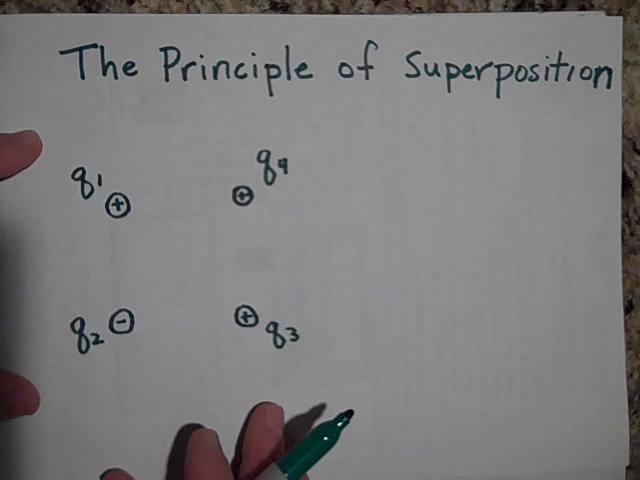 The Principle of Superposition
q1 q4
+ +
q2 - + q3